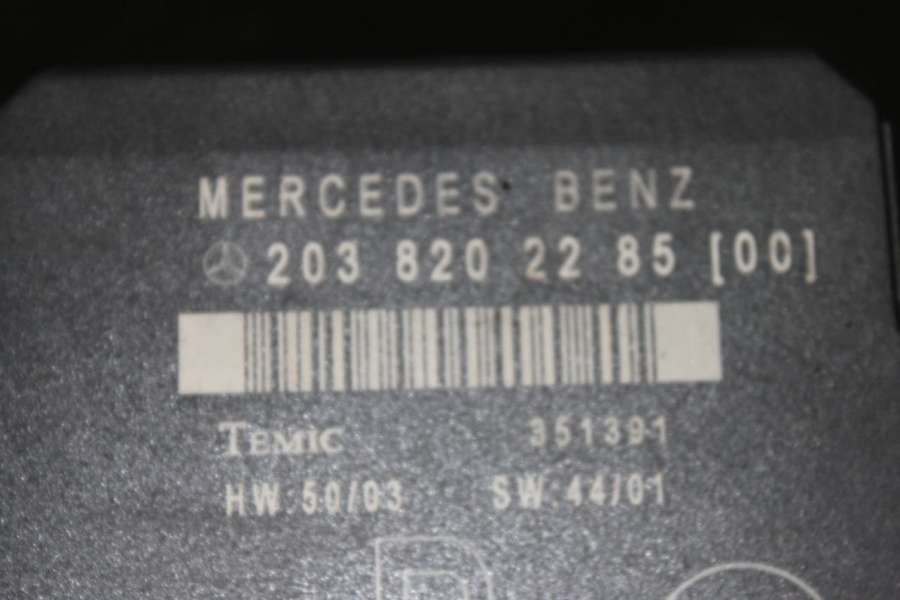 MERCEDES BENZ
203 820 22 85 [00]
TEMIC 351391
HW:50/03 SW:44/01